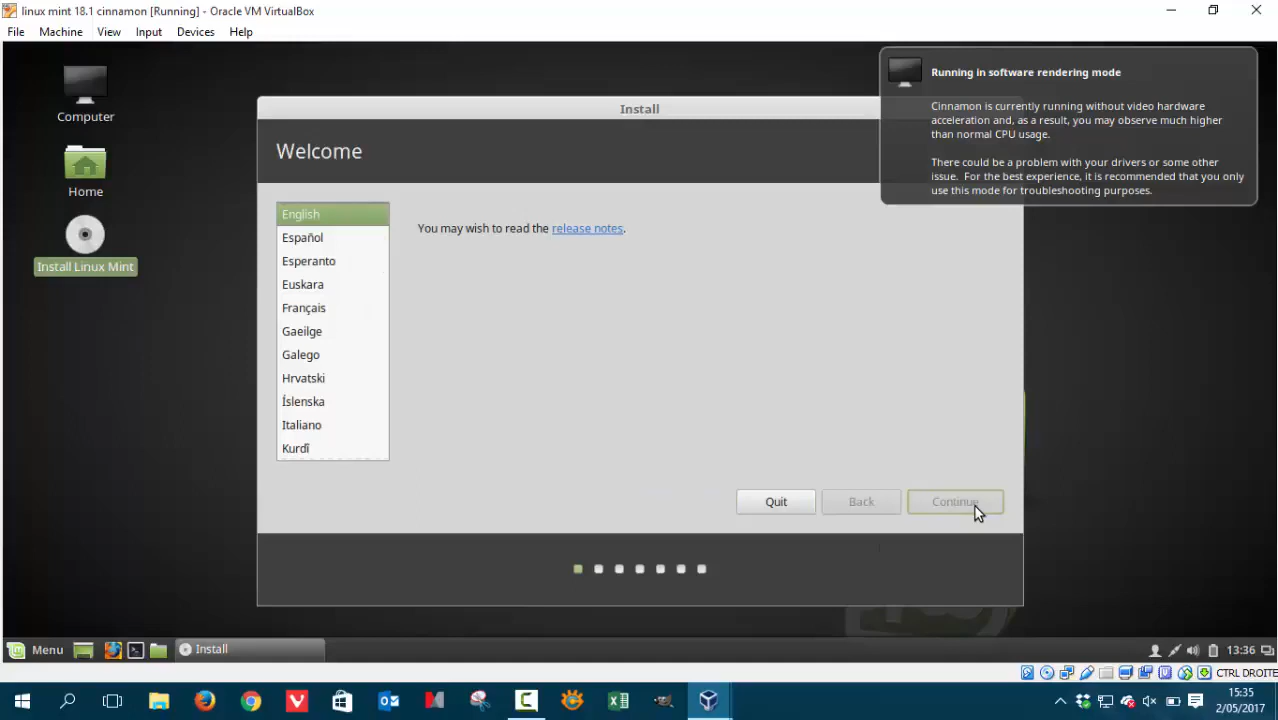 linux mint 18.1 cinnamon [Running] - Oracle VM VirtualBox
File Machine View Input Devices Help
Computer
Home
Install Linux Mint
Install
Welcome
English
Español
Esperanto
Euskara
Français
Gaeilge
Galego
Hrvatski
Íslenska
Italiano
Kurdî
You may wish to read the release notes.
Quit Back Continue
Running in software rendering mode
Cinnamon is currently running without video hardware
acceleration and, as a result, you may observe much higher
than normal CPU usage.
There could be a problem with your drivers or some other
issue. For the best experience, it is recommended that you only
use this mode for troubleshooting purposes.
Menu Install 13:36
CTRL DROITE
15:35
2/05/2017